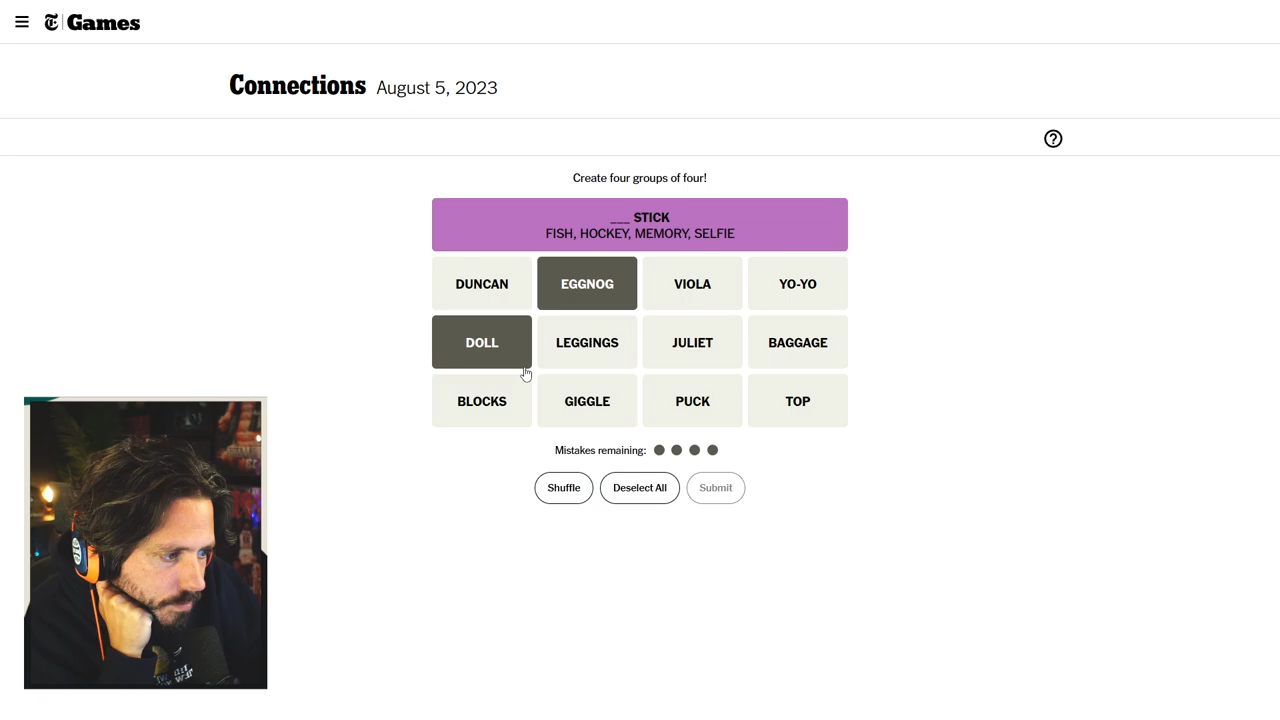 Games
Connections August 5, 2023
Create four groups of four!
___ STICK
FISH, HOCKEY, MEMORY, SELFIE
DUNCAN EGGNOG VIOLA YO-YO
DOLL LEGGINGS JULIET BAGGAGE
BLOCKS GIGGLE PUCK TOP
Mistakes remaining:
Shuffle Deselect All Submit